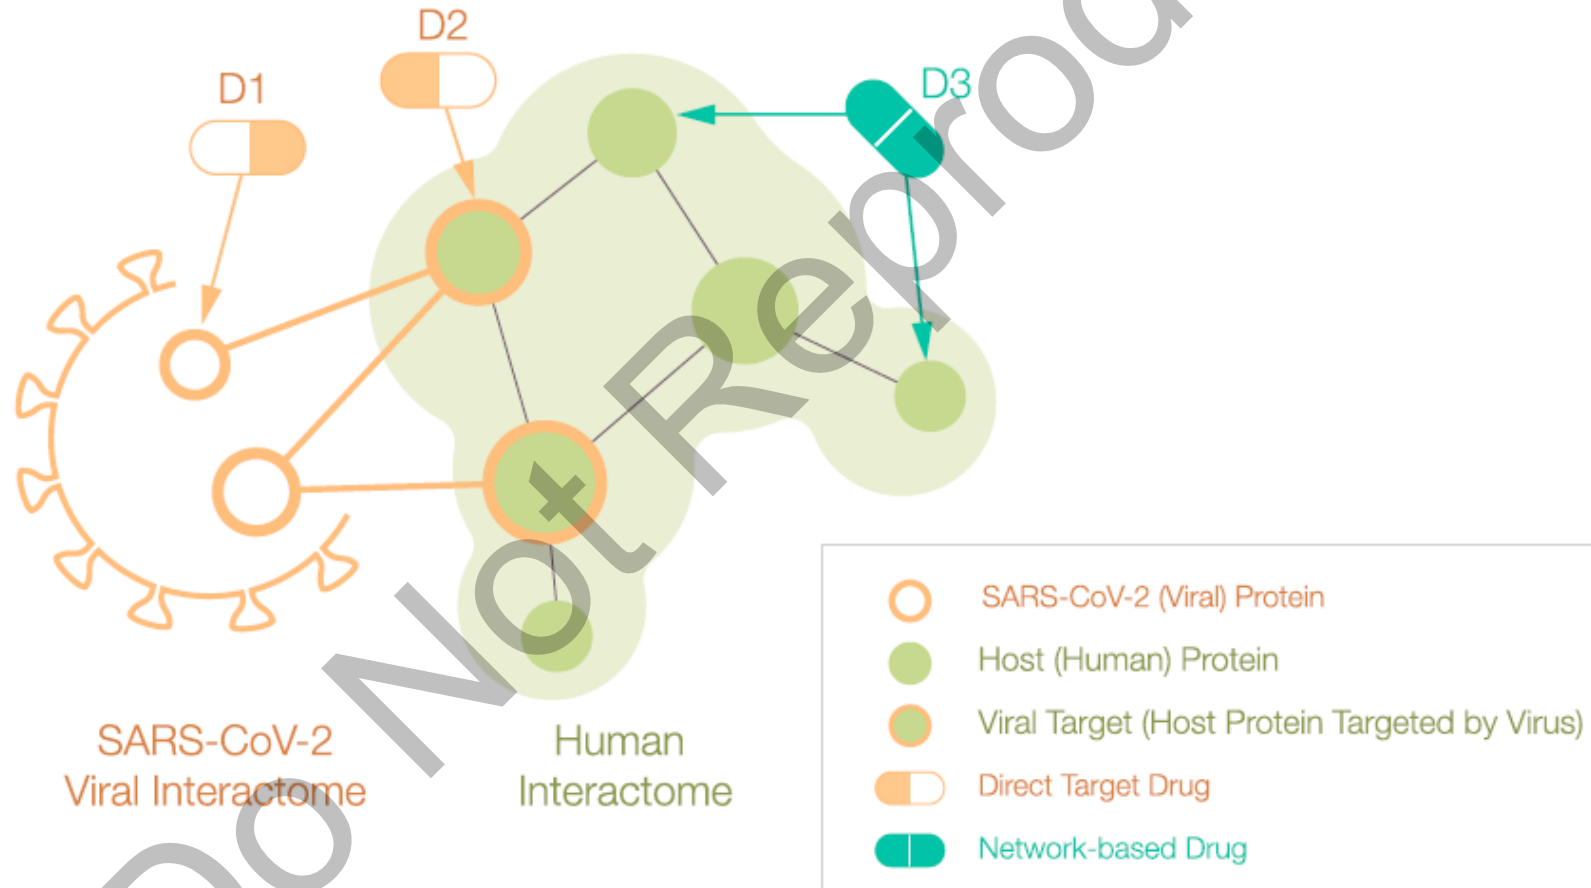 D1
D2
D3
SARS-CoV-2
Viral Interactome
Human
Interactome
SARS-CoV-2 (Viral) Protein
Host (Human) Protein
Viral Target (Host Protein Targeted by Virus)
Direct Target Drug
Network-based Drug
Do Not Reprod